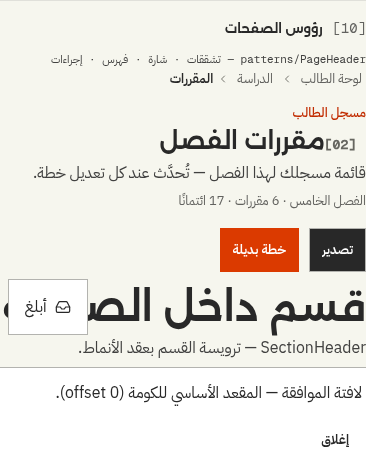 [10] رؤوس الصفحات
patterns/PageHeader — تشققات · شارة · فهرس · إجراءات
لوحة الطالب › الدراسة › المقررات
مسجل الطالب
مقررات الفصل [02]
قائمة مسجلك لهذا الفصل — تُحدَّث عند كل تعديل خطة.
الفصل الخامس · 6 مقررات · 17 ائتمانًا
تصدير
خطة بديلة
قسم داخل
أبلغ
SectionHeader — ترويسة القسم بعقد الأنماط.
لافتة الموافقة — المقعد الأساسي للكومة (offset 0).
إغلاق